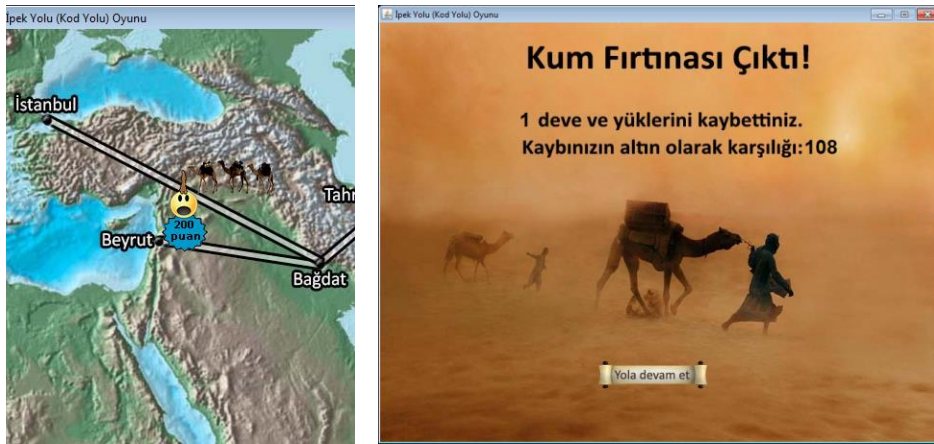 İpek Yolu (Kod Yolu) Oyunu
İstanbul
Tahr
200
puan
Beyrut
Bağdat
İpek Yolu (Kod Yolu) Oyunu
Kum Fırtınası Çıktı!
1 deve ve yüklerini kaybettiniz.
Kaybınızın altın olarak karşılığı:108
Yola devam et